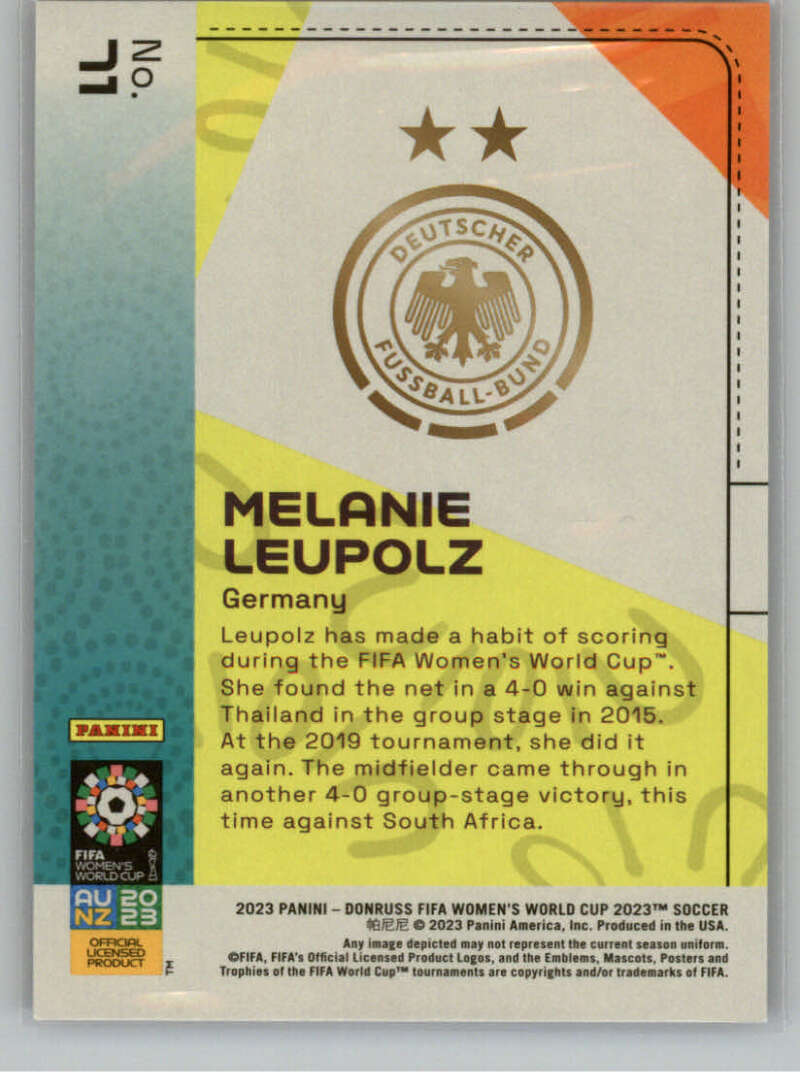 No.
11
DEUTSCHER
FUSSBALL-BUND
MELANIE
LEUPOLZ
Germany
Leupolz has made a habit of scoring
during the FIFA Women's World Cup™.
She found the net in a 4-0 win against
Thailand in the group stage in 2015.
At the 2019 tournament, she did it
again. The midfielder came through in
another 4-0 group-stage victory, this
time against South Africa.
PANINI
FIFA
WOMEN'S
WORLD CUP
AU 20
NZ 23
OFFICIAL
LICENSED
PRODUCT
TM
2023 PANINI – DONRUSS FIFA WOMEN'S WORLD CUP 2023™ SOCCER
帕尼尼 © 2023 Panini America, Inc. Produced in the USA.
Any image depicted may not represent the current season uniform.
©FIFA, FIFA's Official Licensed Product Logos, and the Emblems, Mascots, Posters and
Trophies of the FIFA World Cup™ tournaments are copyrights and/or trademarks of FIFA.